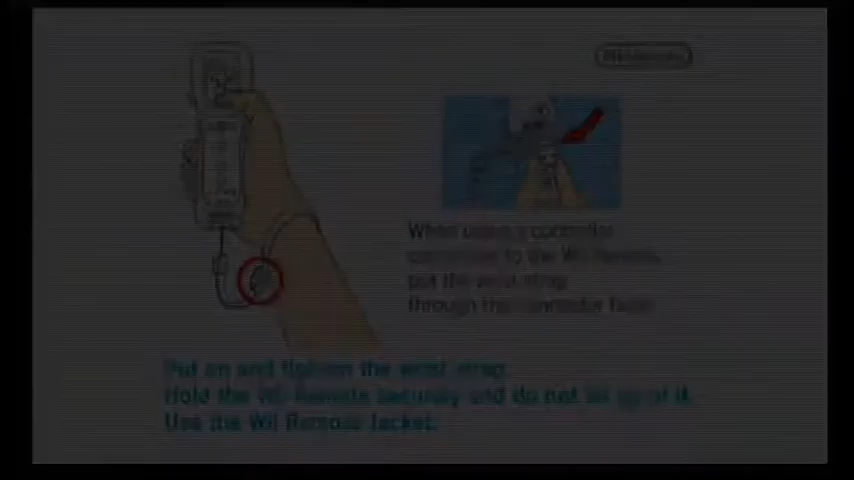 Nintendo
When using a controller
connected to the Wii Remote,
put the wrist strap
through the connector hook.
Put on and tighten the wrist strap.
Hold the Wii Remote securely and do not let go of it.
Use the Wii Remote Jacket.